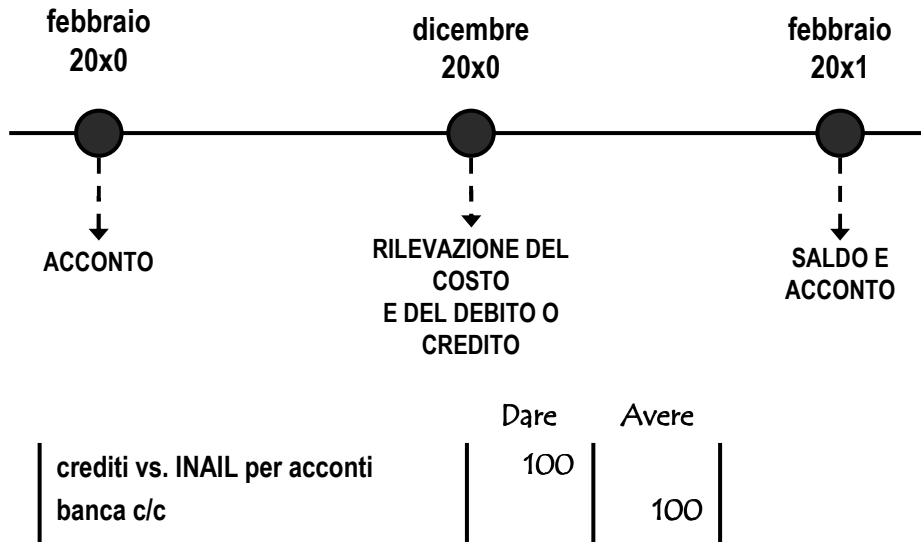 febbraio
20x0
dicembre
20x0
febbraio
20x1
ACCONTO
RILEVAZIONE DEL
COSTO
E DEL DEBITO O
CREDITO
SALDO E
ACCONTO
Dare Avere
crediti vs. INAIL per acconti 100
banca c/c 100